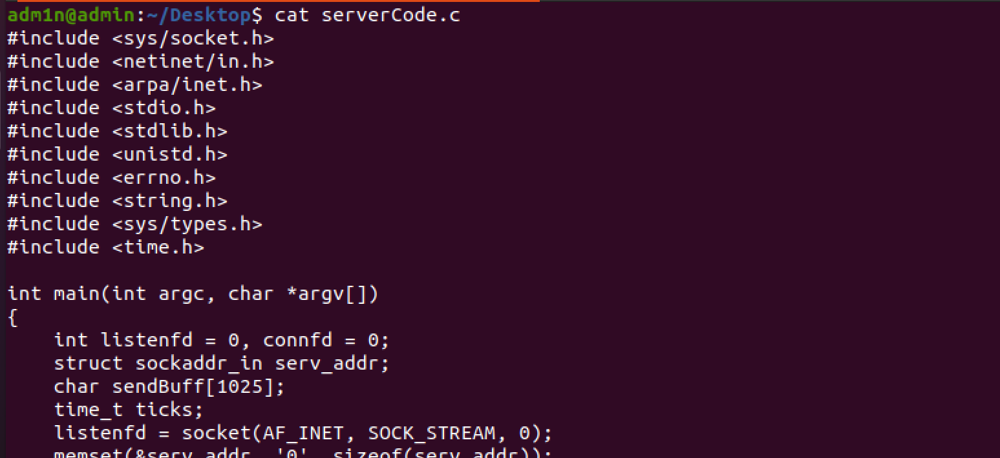 adm1n@admin:~/Desktop$ cat serverCode.c
#include <sys/socket.h>
#include <netinet/in.h>
#include <arpa/inet.h>
#include <stdio.h>
#include <stdlib.h>
#include <unistd.h>
#include <errno.h>
#include <string.h>
#include <sys/types.h>
#include <time.h>

int main(int argc, char *argv[])
{
    int listenfd = 0, connfd = 0;
    struct sockaddr_in serv_addr;
    char sendBuff[1025];
    time_t ticks;
    listenfd = socket(AF_INET, SOCK_STREAM, 0);
    memset(&serv_addr, '0', sizeof(serv_addr));